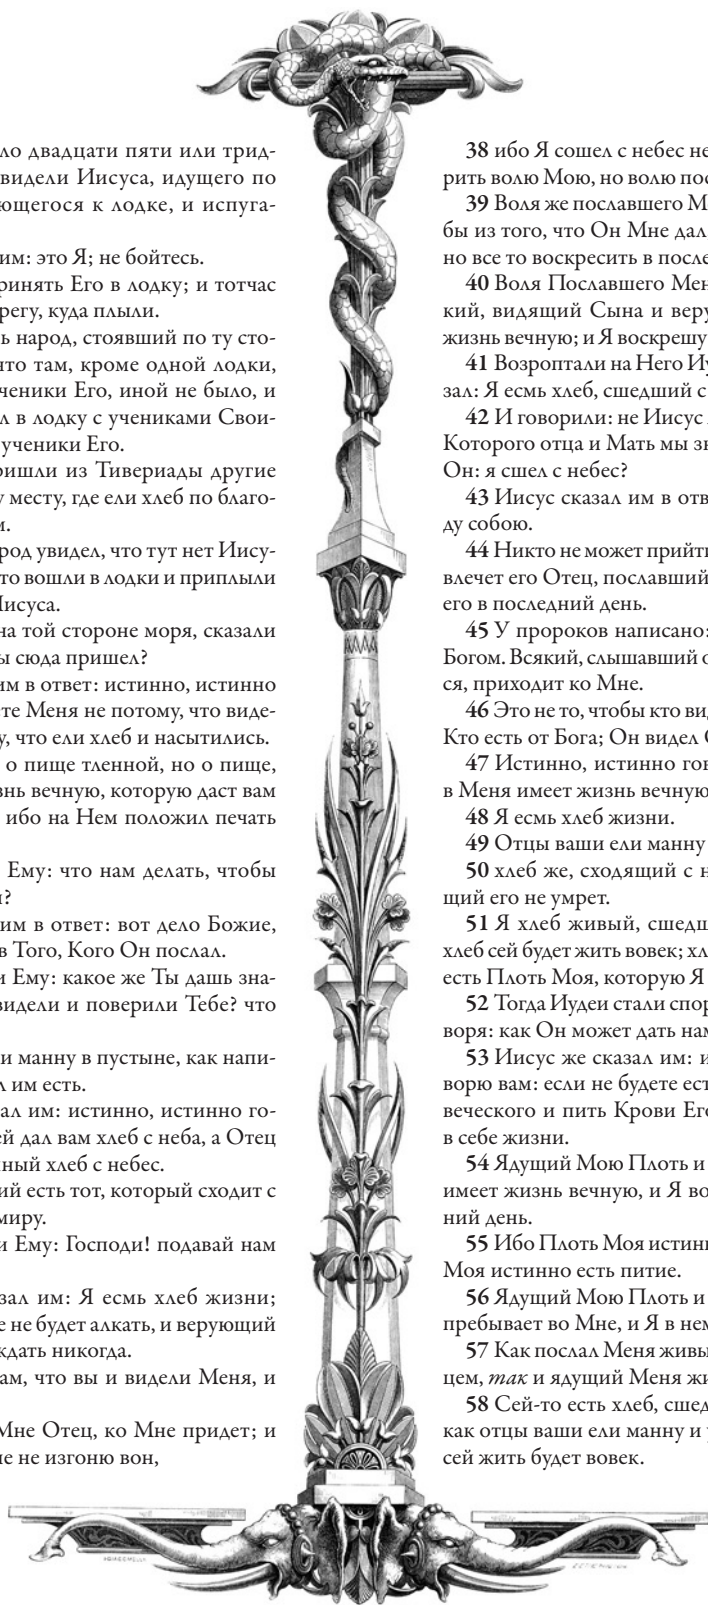 ло двадцати пяти или трид-
видели Иисуса, идущего по
ющегося к лодке, и испуга-
им: это Я; не бойтесь.
ринять Его в лодку; и тотчас
регу, куда плыли.
ь народ, стоявший по ту сто-
что там, кроме одной лодки,
ченики Его, иной не было, и
л в лодку с учениками Свои-
ученики Его.
ришли из Тивериады другие
у месту, где ели хлеб по благо-
м.
род увидел, что тут нет Иису-
то вошли в лодки и приплыли
Иисуса.
на той стороне моря, сказали
ы сюда пришел?
им в ответ: истинно, истинно
те Меня не потому, что виде-
у, что ели хлеб и насытились.
о пище тленной, но о пище,
знь вечную, которую даст вам
ибо на Нем положил печать
Ему: что нам делать, чтобы
и?
им в ответ: вот дело Божие,
в Того, Кого Он послал.
и Ему: какое же Ты дашь зна-
видели и поверили Тебе? что
и манну в пустыне, как напи-
л им есть.
ал им: истинно, истинно го-
ей дал вам хлеб с неба, а Отец
нный хлеб с небес.
ий есть тот, который сходит с
миру.
и Ему: Господи! подавай нам
зал им: Я есмь хлеб жизни;
е не будет алкать, и верующий
ждать никогда.
ам, что вы и видели Меня, и
Мне Отец, ко Мне придет; и
не не изгоню вон,
38 ибо Я сошел с небес не
рить волю Мою, но волю пос
39 Воля же пославшего М
бы из того, что Он Мне дал
но все то воскресить в после
40 Воля Пославшего Мен
кий, видящий Сына и веру
жизнь вечную; и Я воскрешу
41 Возроптали на Него Иу
зал: Я есмь хлеб, сшедший с
42 И говорили: не Иисус
Которого отца и Мать мы зн
Он: я сшел с небес?
43 Иисус сказал им в отв
ду собою.
44 Никто не может прийти
влечет его Отец, пославший
его в последний день.
45 У пророков написано:
Богом. Всякий, слышавший о
ся, приходит ко Мне.
46 Это не то, чтобы кто вид
Кто есть от Бога; Он видел О
47 Истинно, истинно гов
в Меня имеет жизнь вечную
48 Я есмь хлеб жизни.
49 Отцы ваши ели манну
50 хлеб же, сходящий с н
щий его не умрет.
51 Я хлеб живый, сшедш
хлеб сей будет жить вовек; хл
есть Плоть Моя, которую Я
52 Тогда Иудеи стали спор
воря: как Он может дать нам
53 Иисус же сказал им: и
ворю вам: если не будете ест
веческого и пить Крови Его
в себе жизни.
54 Ядущий Мою Плоть и
имеет жизнь вечную, и Я во
ний день.
55 Ибо Плоть Моя истинн
Моя истинно есть питие.
56 Ядущий Мою Плоть и
пребывает во Мне, и Я в нем
57 Как послал Меня живы
цем, так и ядущий Меня жи
58 Сей-то есть хлеб, сшед
как отцы ваши ели манну и у
сей жить будет вовек.